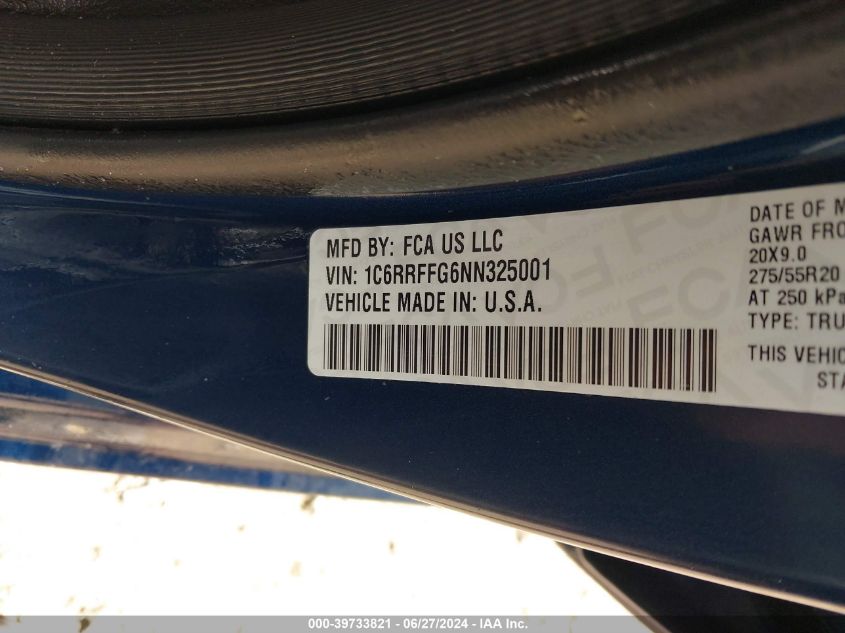 MFD BY: FCA US LLC
VIN: 1C6RRFFG6NN325001
VEHICLE MADE IN: U.S.A.
DATE OF M
GAWR FRO
20X9.0
275/55R20
AT 250 kPa
TYPE: TRU
THIS VEHIC
STA
000-39733821 - 06/27/2024 - IAA Inc.